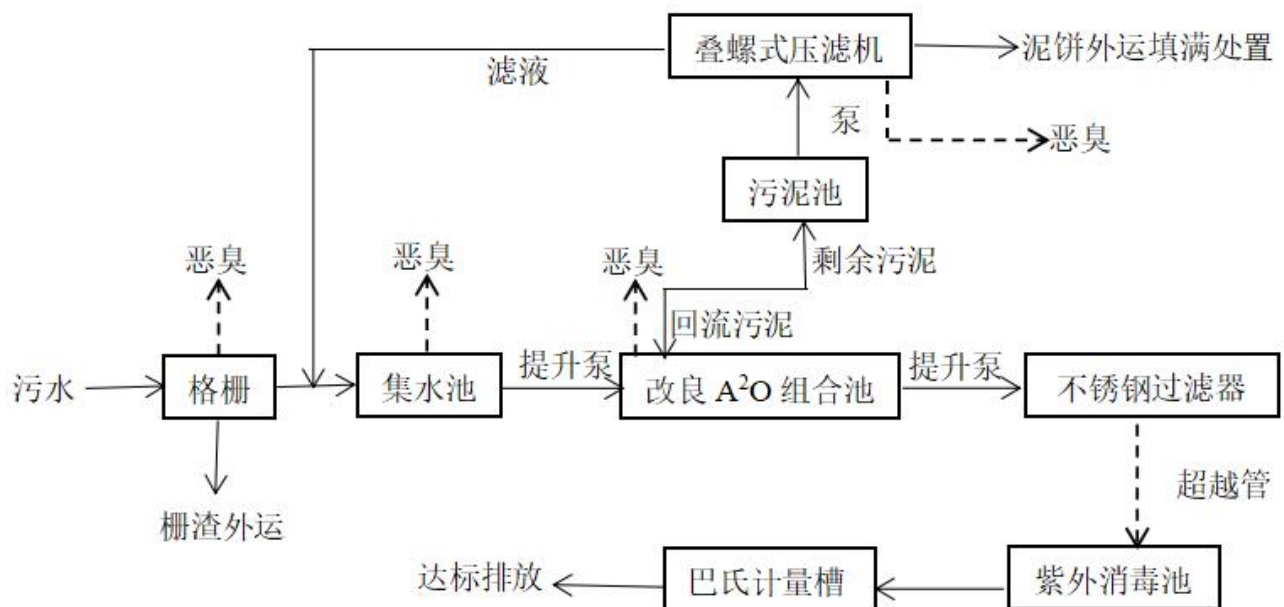 叠螺式压滤机
泥饼外运填满处置
滤液
泵
恶臭
污泥池
恶臭
恶臭
恶臭
剩余污泥
回流污泥
污水
格栅
集水池
提升泵
改良 A²O 组合池
提升泵
不锈钢过滤器
栅渣外运
超越管
达标排放
巴氏计量槽
紫外消毒池